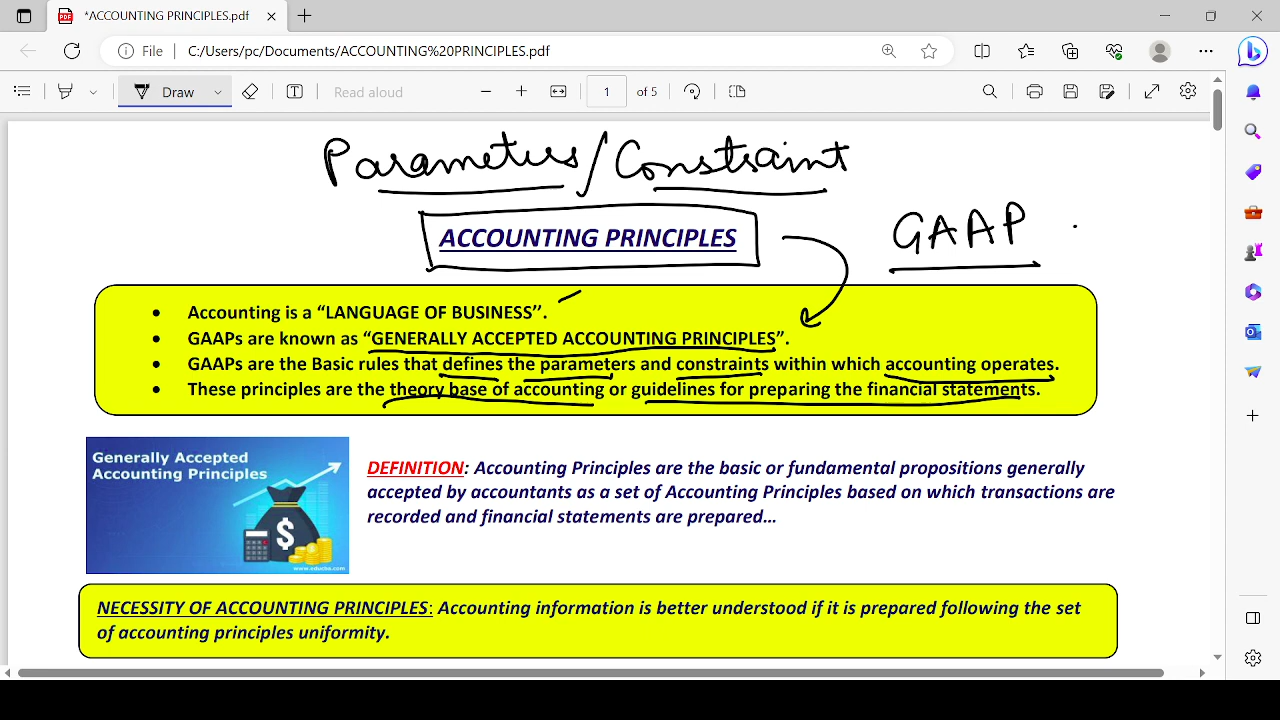 *ACCOUNTING PRINCIPLES.pdf
File C:/Users/pc/Documents/ACCOUNTING%20PRINCIPLES.pdf
Draw Read aloud 1 of 5
Parameters/Constraint
ACCOUNTING PRINCIPLES
GAAP
• Accounting is a “LANGUAGE OF BUSINESS”.
• GAAPs are known as “GENERALLY ACCEPTED ACCOUNTING PRINCIPLES”.
• GAAPs are the Basic rules that defines the parameters and constraints within which accounting operates.
• These principles are the theory base of accounting or guidelines for preparing the financial statements.
Generally Accepted
Accounting Principles
$
www.educba.com
DEFINITION: Accounting Principles are the basic or fundamental propositions generally
accepted by accountants as a set of Accounting Principles based on which transactions are
recorded and financial statements are prepared...
NECESSITY OF ACCOUNTING PRINCIPLES: Accounting information is better understood if it is prepared following the set
of accounting principles uniformity.